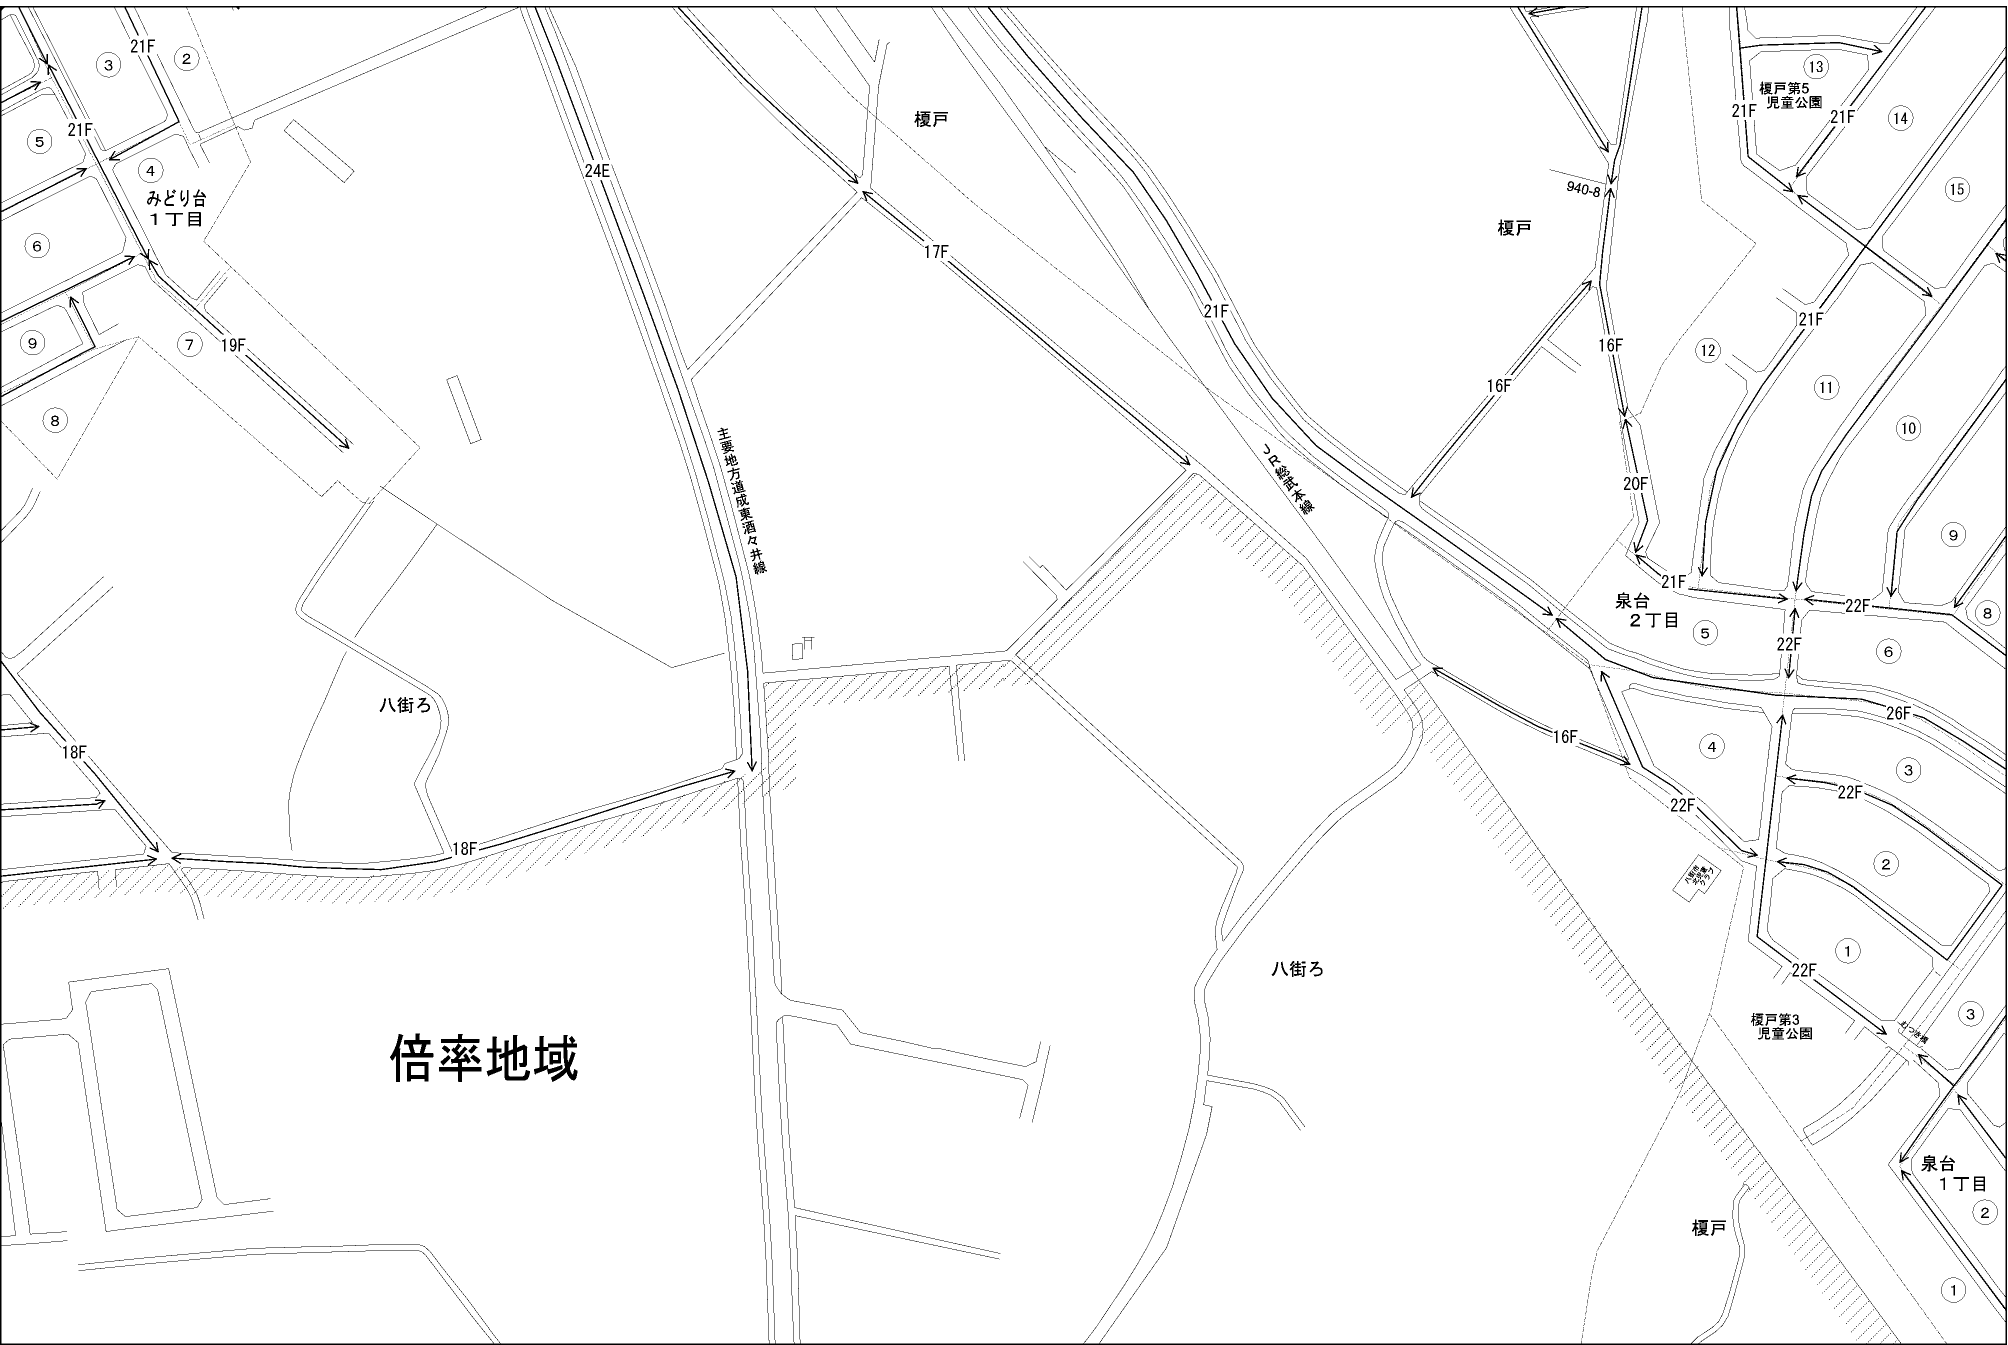 21F
③
②
⑤
21F
④
みどり台
１丁目
⑥
⑨
⑦
19F
⑧
24E
榎戸
17F
主要地方道成東酒々井線
21F
JR総武本線
榎戸
940-8
16F
16F
20F
⑬
榎戸第5
児童公園
21F
21F
⑭
⑮
21F
⑫
⑪
⑩
⑨
⑧
21F
22F
泉台
２丁目
⑤
22F
⑥
26F
④
③
22F
16F
22F
②
八街市
①
22F
榎戸第3
児童公園
③
泉台
１丁目
②
①
榎戸
八街ろ
18F
18F
八街ろ
倍率地域